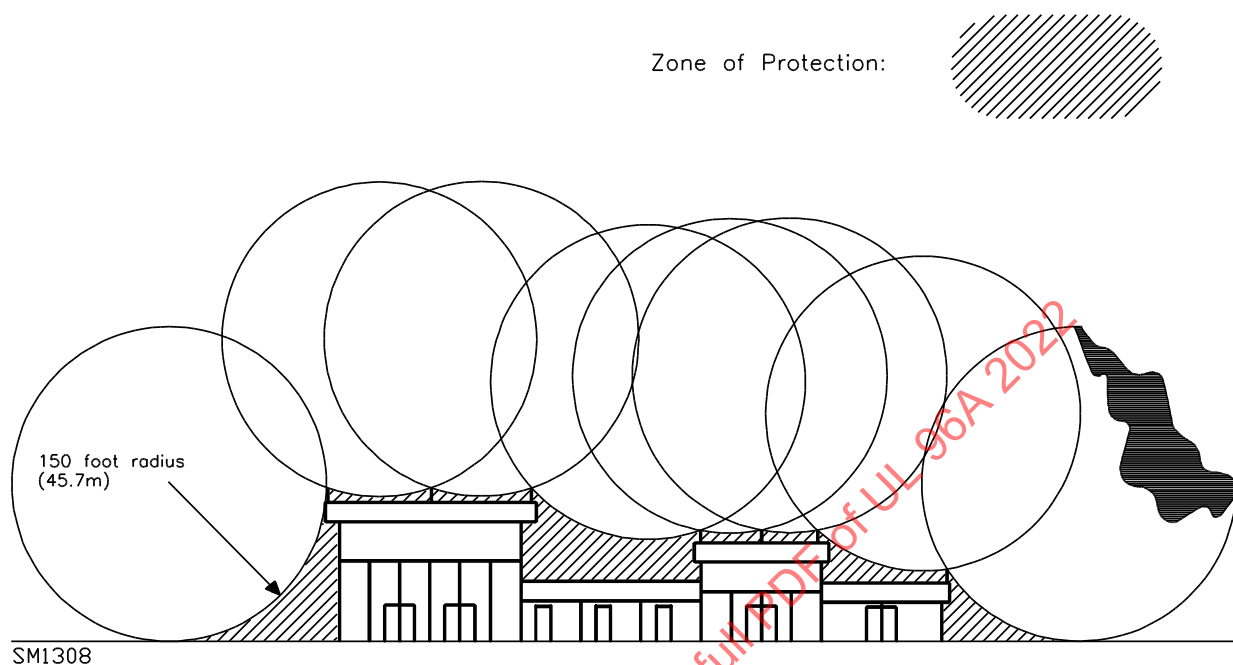 Zone of Protection:
150 foot radius
(45.7m)
full PDF of UL 96A 2022
SM1308